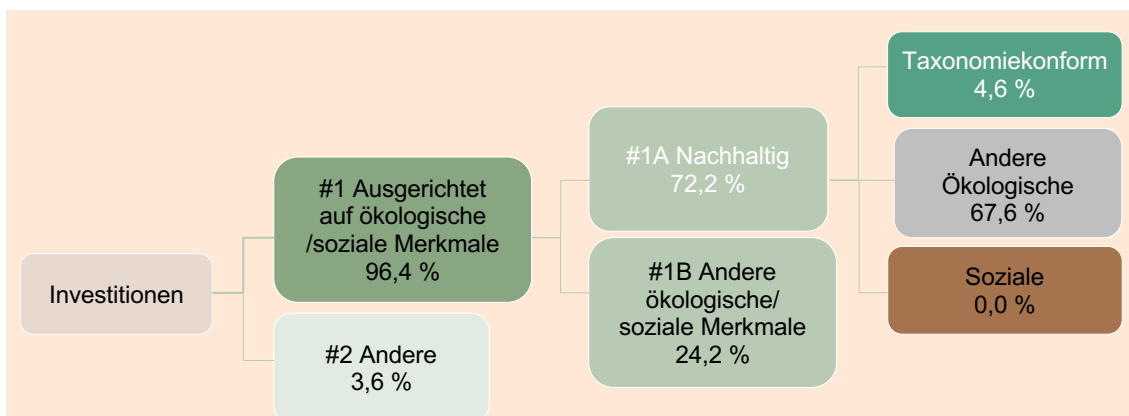 Investitionen
#1 Ausgerichtet
auf ökologische
/soziale Merkmale
96,4 %
#2 Andere
3,6 %
#1A Nachhaltig
72,2 %
#1B Andere
ökologische/
soziale Merkmale
24,2 %
Taxonomiekonform
4,6 %
Andere
Ökologische
67,6 %
Soziale
0,0 %